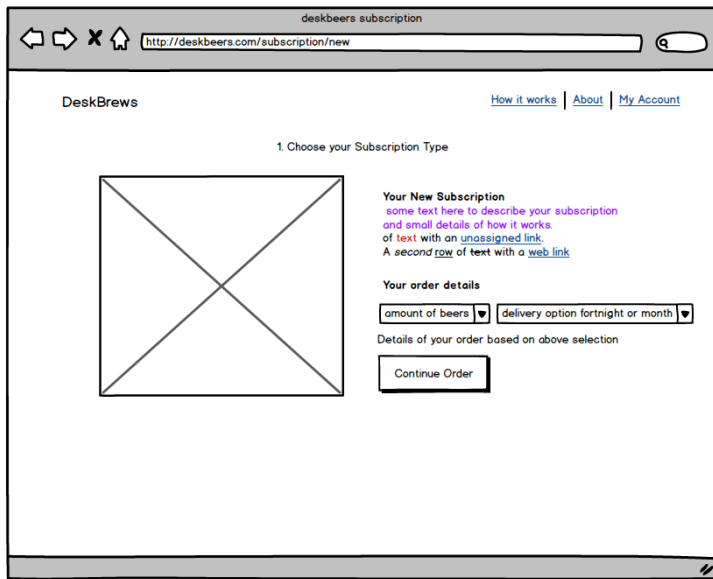 deskbeers subscription
http://deskbeers.com/subscription/new
DeskBrews
How it works
About
My Account
1. Choose your Subscription Type
Your New Subscription
some text here to describe your subscription
and small details of how it works.
of text with an unassigned link.
A second row of text with a web link
Your order details
amount of beers
delivery option fortnight or month
Details of your order based on above selection
Continue Order